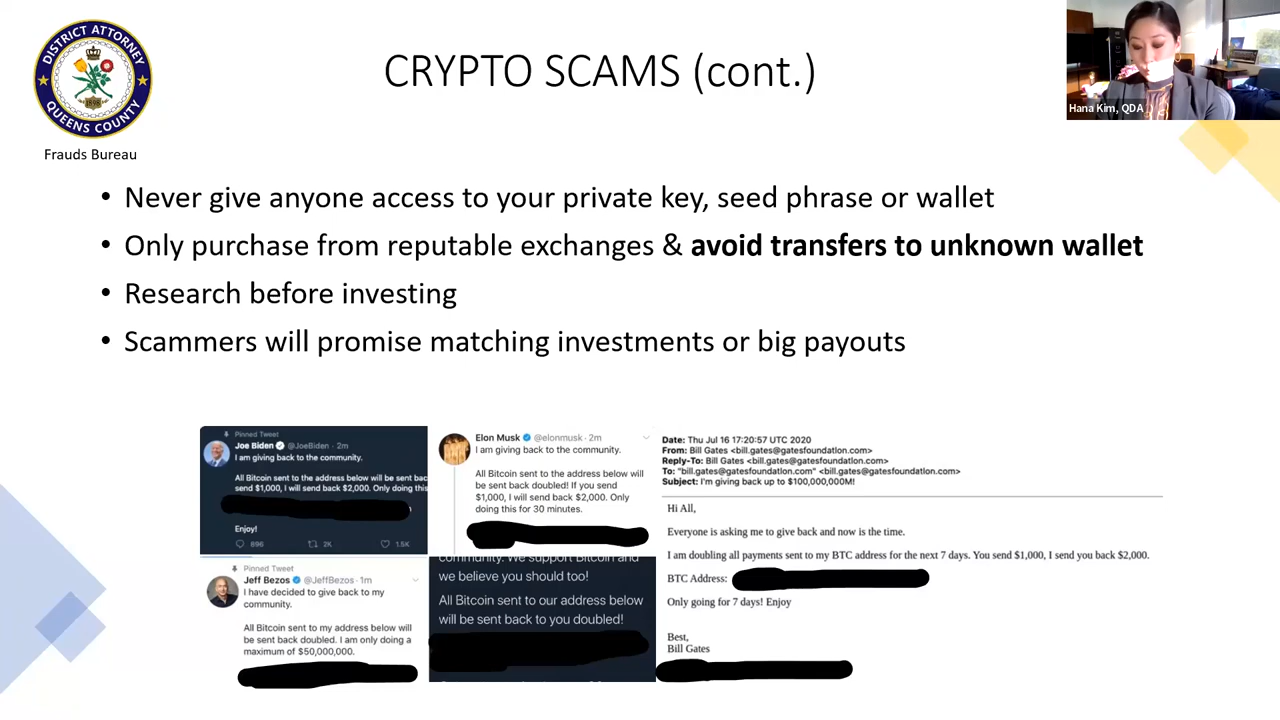 DISTRICT ATTORNEY
QUEENS COUNTY
1898
Frauds Bureau
CRYPTO SCAMS (cont.)
Hana Kim, QDA
• Never give anyone access to your private key, seed phrase or wallet
• Only purchase from reputable exchanges & avoid transfers to unknown wallet
• Research before investing
• Scammers will promise matching investments or big payouts
Pinned Tweet
Joe Biden @JoeBiden · 2m
I am giving back to the community.
All Bitcoin sent to the address below will be sent bac
send $1,000, I will send back $2,000. Only doing this
Enjoy!
896 2K 1.5K
Elon Musk @elonmusk · 2m
I am giving back to the community.
All Bitcoin sent to the address below will
be sent back doubled! If you send
$1,000, I will send back $2,000. Only
doing this for 30 minutes.
Pinned Tweet
Jeff Bezos @JeffBezos · 1m
I have decided to give back to my
community.
All Bitcoin sent to my address below will
be sent back doubled. I am only doing a
maximum of $50,000,000.
community. We support Bitcoin and
we believe you should too!
All Bitcoin sent to our address below
will be sent back to you doubled!
Date: Thu Jul 16 17:20:57 UTC 2020
From: Bill Gates <bill.gates@gatesfoundation.com>
Reply-To: Bill Gates <bill.gates@gatesfoundation.com>
To: "bill.gates@gatesfoundation.com" <bill.gates@gatesfoundation.com>
Subject: I'm giving back up to $100,000,000M!
Hi All,
Everyone is asking me to give back and now is the time.
I am doubling all payments sent to my BTC address for the next 7 days. You send $1,000, I send you back $2,000.
BTC Address:
Only going for 7 days! Enjoy
Best,
Bill Gates